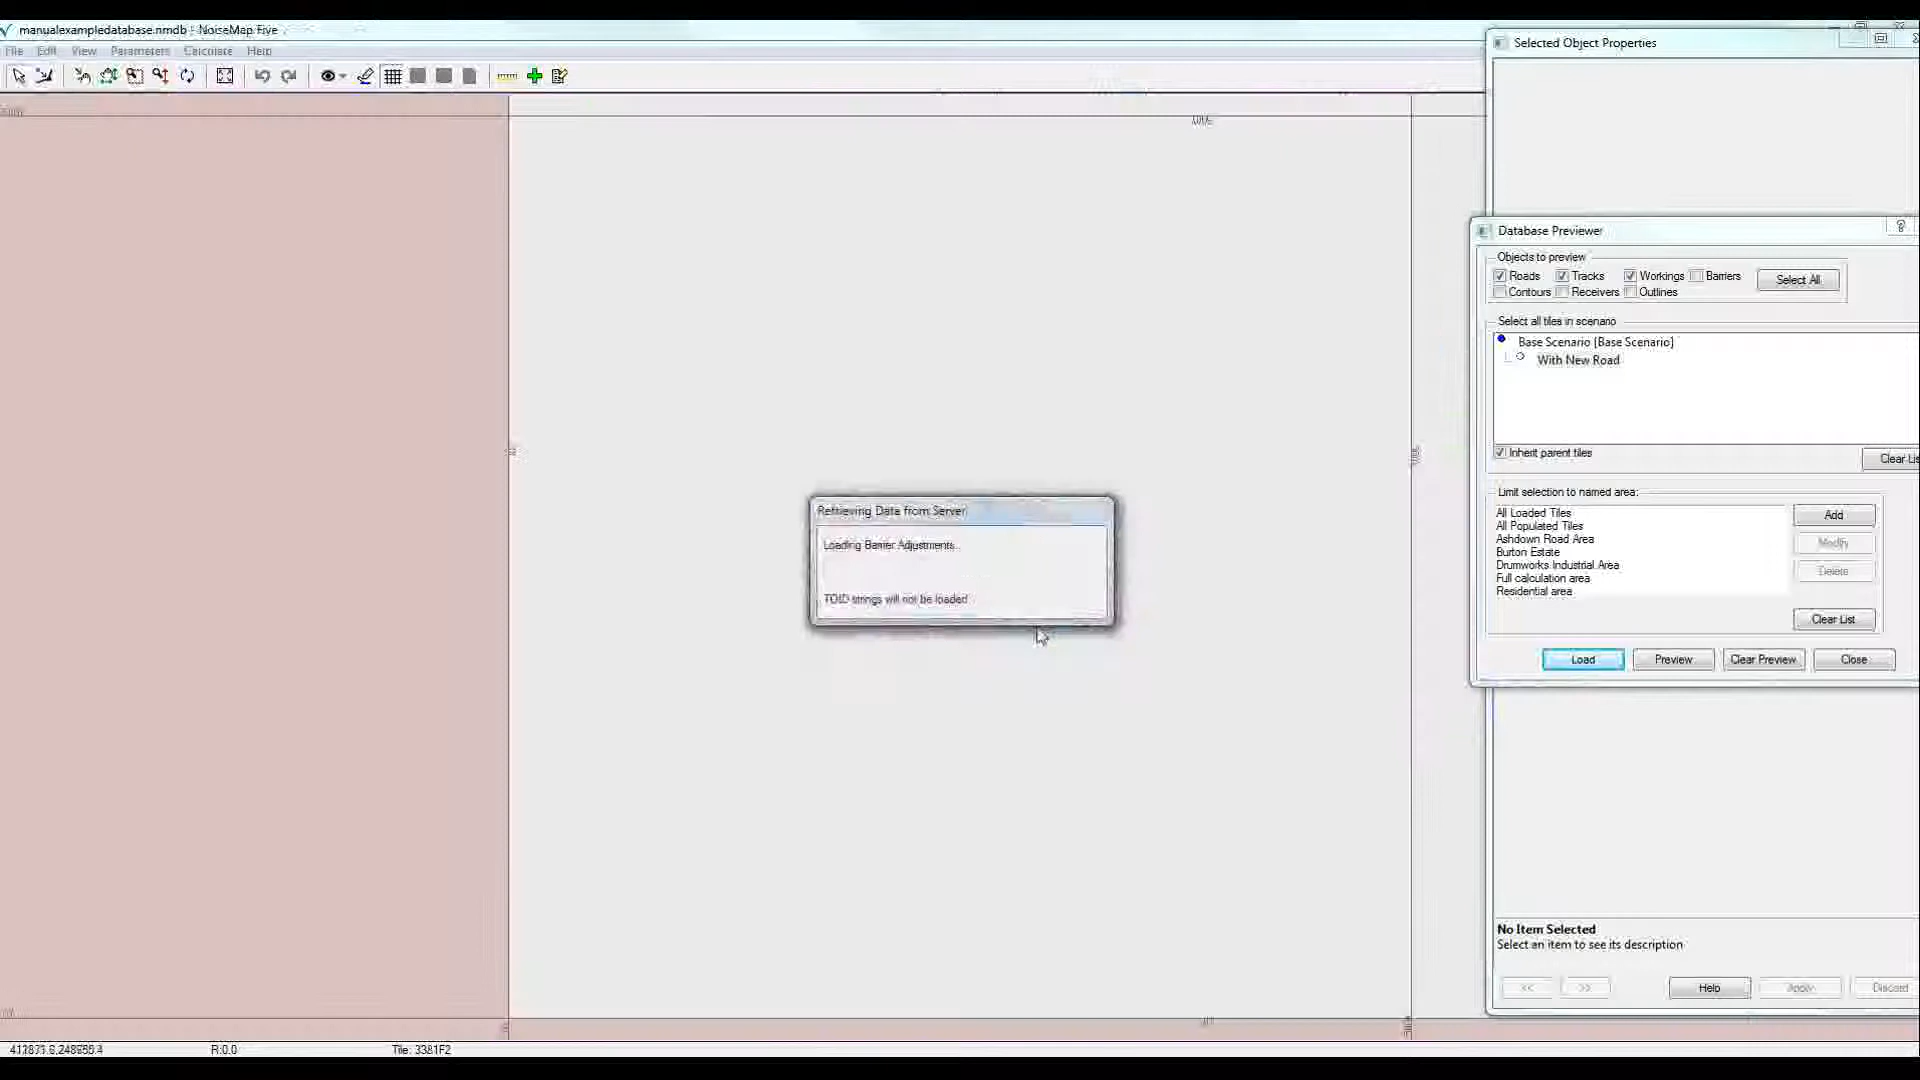 manualexampledatabase.nmdb - NoiseMap Five
File Edit View Parameters Calculate Help
Selected Object Properties
Database Previewer
Objects to preview
Roads Tracks Workings Barriers
Select All
Contours Receivers Outlines
Select all tiles in scenario
Base Scenario [Base Scenario]
With New Road
Inherit parent tiles
Clear Lis
Limit selection to named area:
All Loaded Tiles
All Populated Tiles
Ashdown Road Area
Burton Estate
Drumworks Industrial Area
Full calculation area
Residential area
Add
Modify
Delete
Clear List
Load Preview Clear Preview Close
Retrieving Data from Server
Loading Barrier Adjustments...
TOID strings will not be loaded
No Item Selected
Select an item to see its description
<< >> Help Apply Discard
R:0.0
Tile: 3381F2